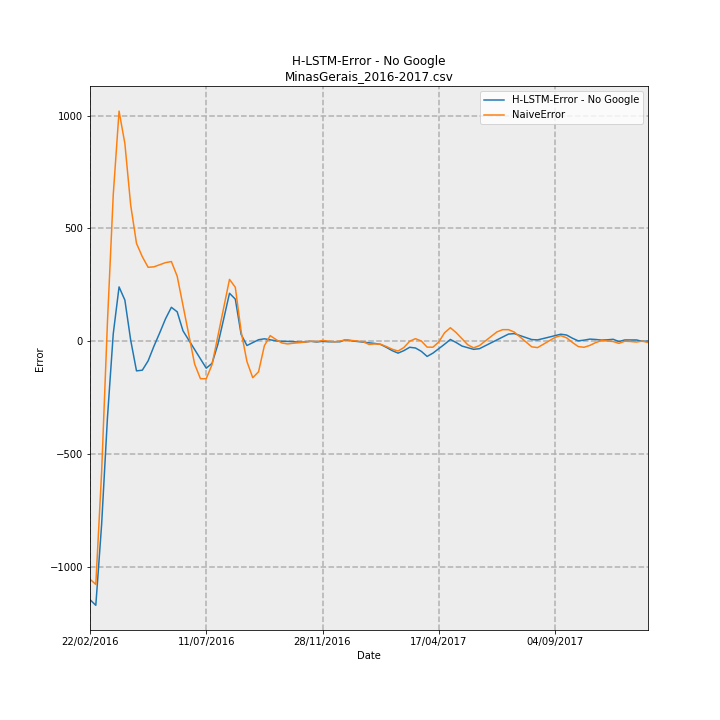 H-LSTM-Error - No Google
MinasGerais_2016-2017.csv
H-LSTM-Error - No Google
NaiveError
1000
500
0
−500
−1000
Error
22/02/2016
11/07/2016
28/11/2016
17/04/2017
04/09/2017
Date